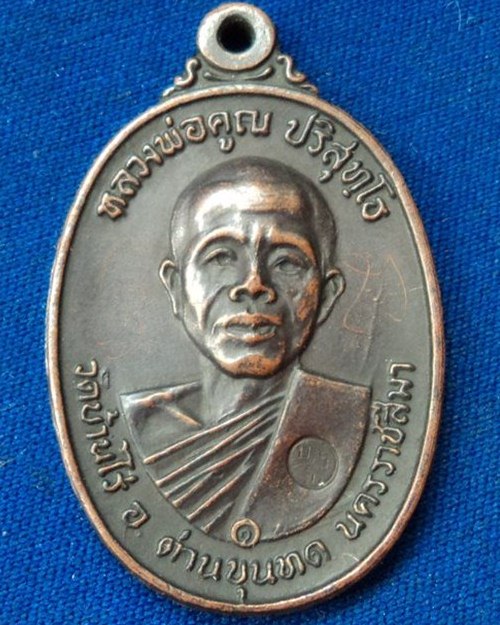 หลวงพ่อคูณ ปริสุทฺโธ
วัดบ้านไร่ อ. ด่านขุนทด นครราชสีมา
๑